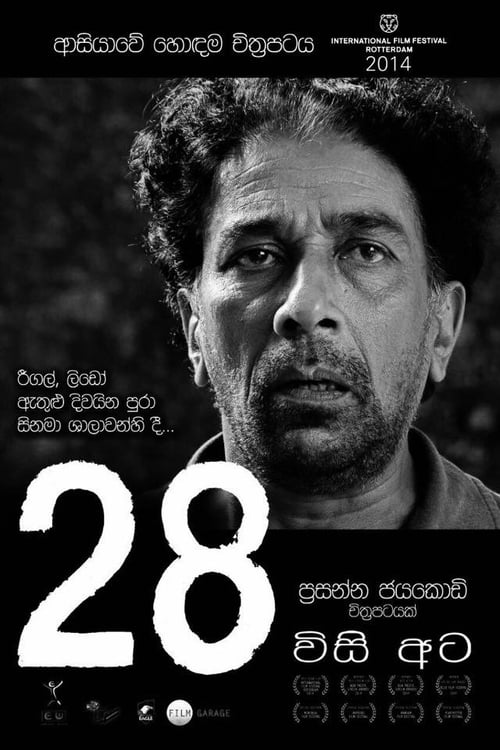 ආසියාවේ හොඳම චිත්‍රපටය
INTERNATIONAL FILM FESTIVAL
ROTTERDAM
2014
රීගල්, ලිඩෝ
ඇතුළු දිවයින පුරා
සිනමා ශාලාවන්හි දී...
28
ප්‍රසන්න ජයකොඩි
චිත්‍රපටයක්
විසි අට
EAGLE
FILM GARAGE